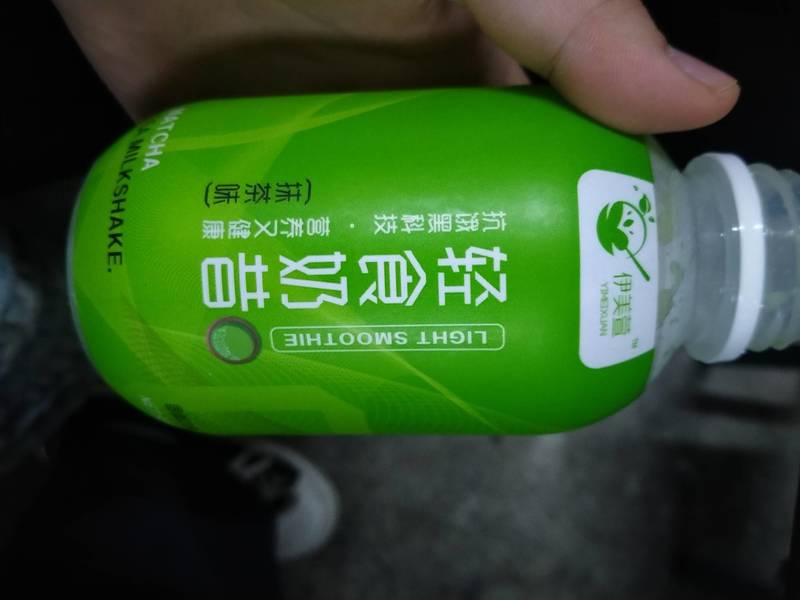 伊美萱
YIMEIXUAN
TM
LIGHT SMOOTHIE
轻食奶昔
抗饿黑科技 · 营养又健康
(抹茶味)
MATCHA
MILKSHAKE.